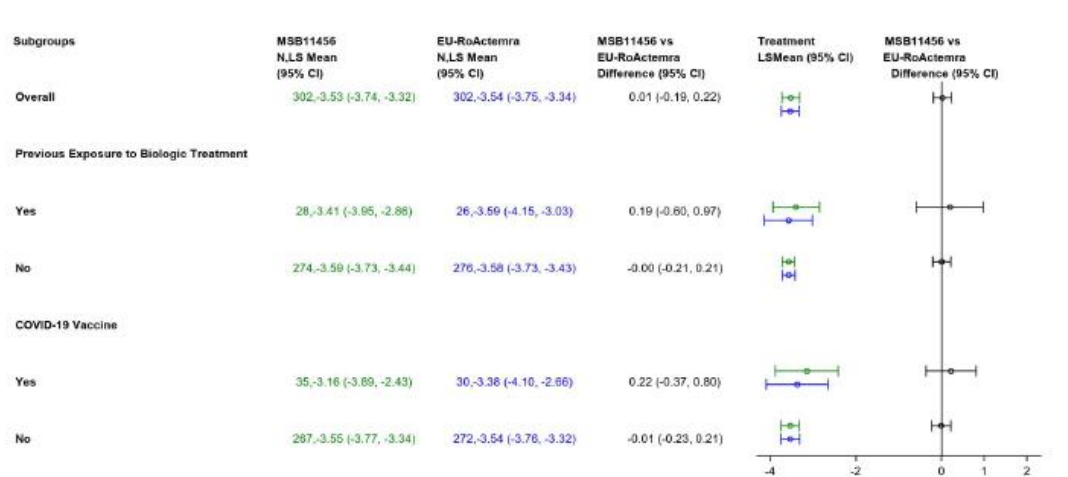 Subgroups MSB11456 EU-RoActemra MSB11456 vs Treatment MSB11456 vs
N,LS Mean N,LS Mean EU-RoActemra LSMean (95% CI) EU-RoActemra
(95% CI) (95% CI) Difference (95% CI) Difference (95% CI)
Overall 302,-3.53 (-3.74, -3.32) 302,-3.54 (-3.75, -3.34) 0.01 (-0.19, 0.22)
Previous Exposure to Biologic Treatment
Yes 28,-3.41 (-3.95, -2.86) 26,-3.59 (-4.15, -3.03) 0.19 (-0.60, 0.97)
No 274,-3.59 (-3.73, -3.44) 276,-3.58 (-3.73, -3.43) -0.00 (-0.21, 0.21)
COVID-19 Vaccine
Yes 35,-3.16 (-3.89, -2.43) 30,-3.38 (-4.10, -2.66) 0.22 (-0.37, 0.80)
No 267,-3.55 (-3.77, -3.34) 272,-3.54 (-3.76, -3.32) -0.01 (-0.23, 0.21)
-4 -2 0 1 2